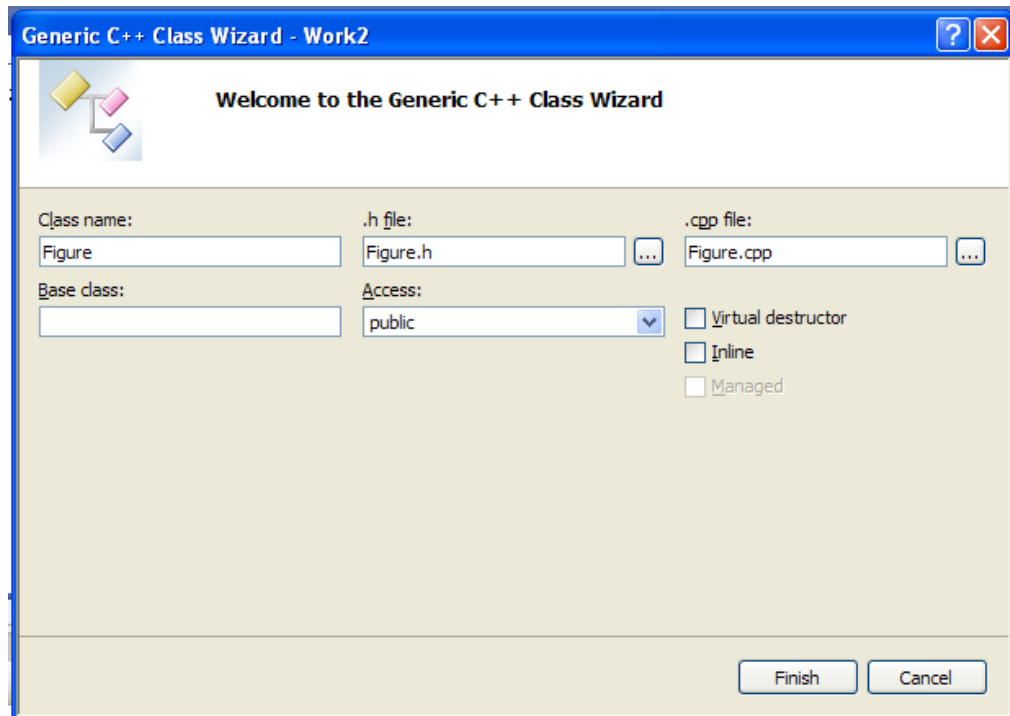 Generic C++ Class Wizard - Work2
Welcome to the Generic C++ Class Wizard
Class name:
.h file:
.cpp file:
Figure
Figure.h
...
Figure.cpp
...
Base class:
Access:
public
Virtual destructor
Inline
Managed
Finish
Cancel